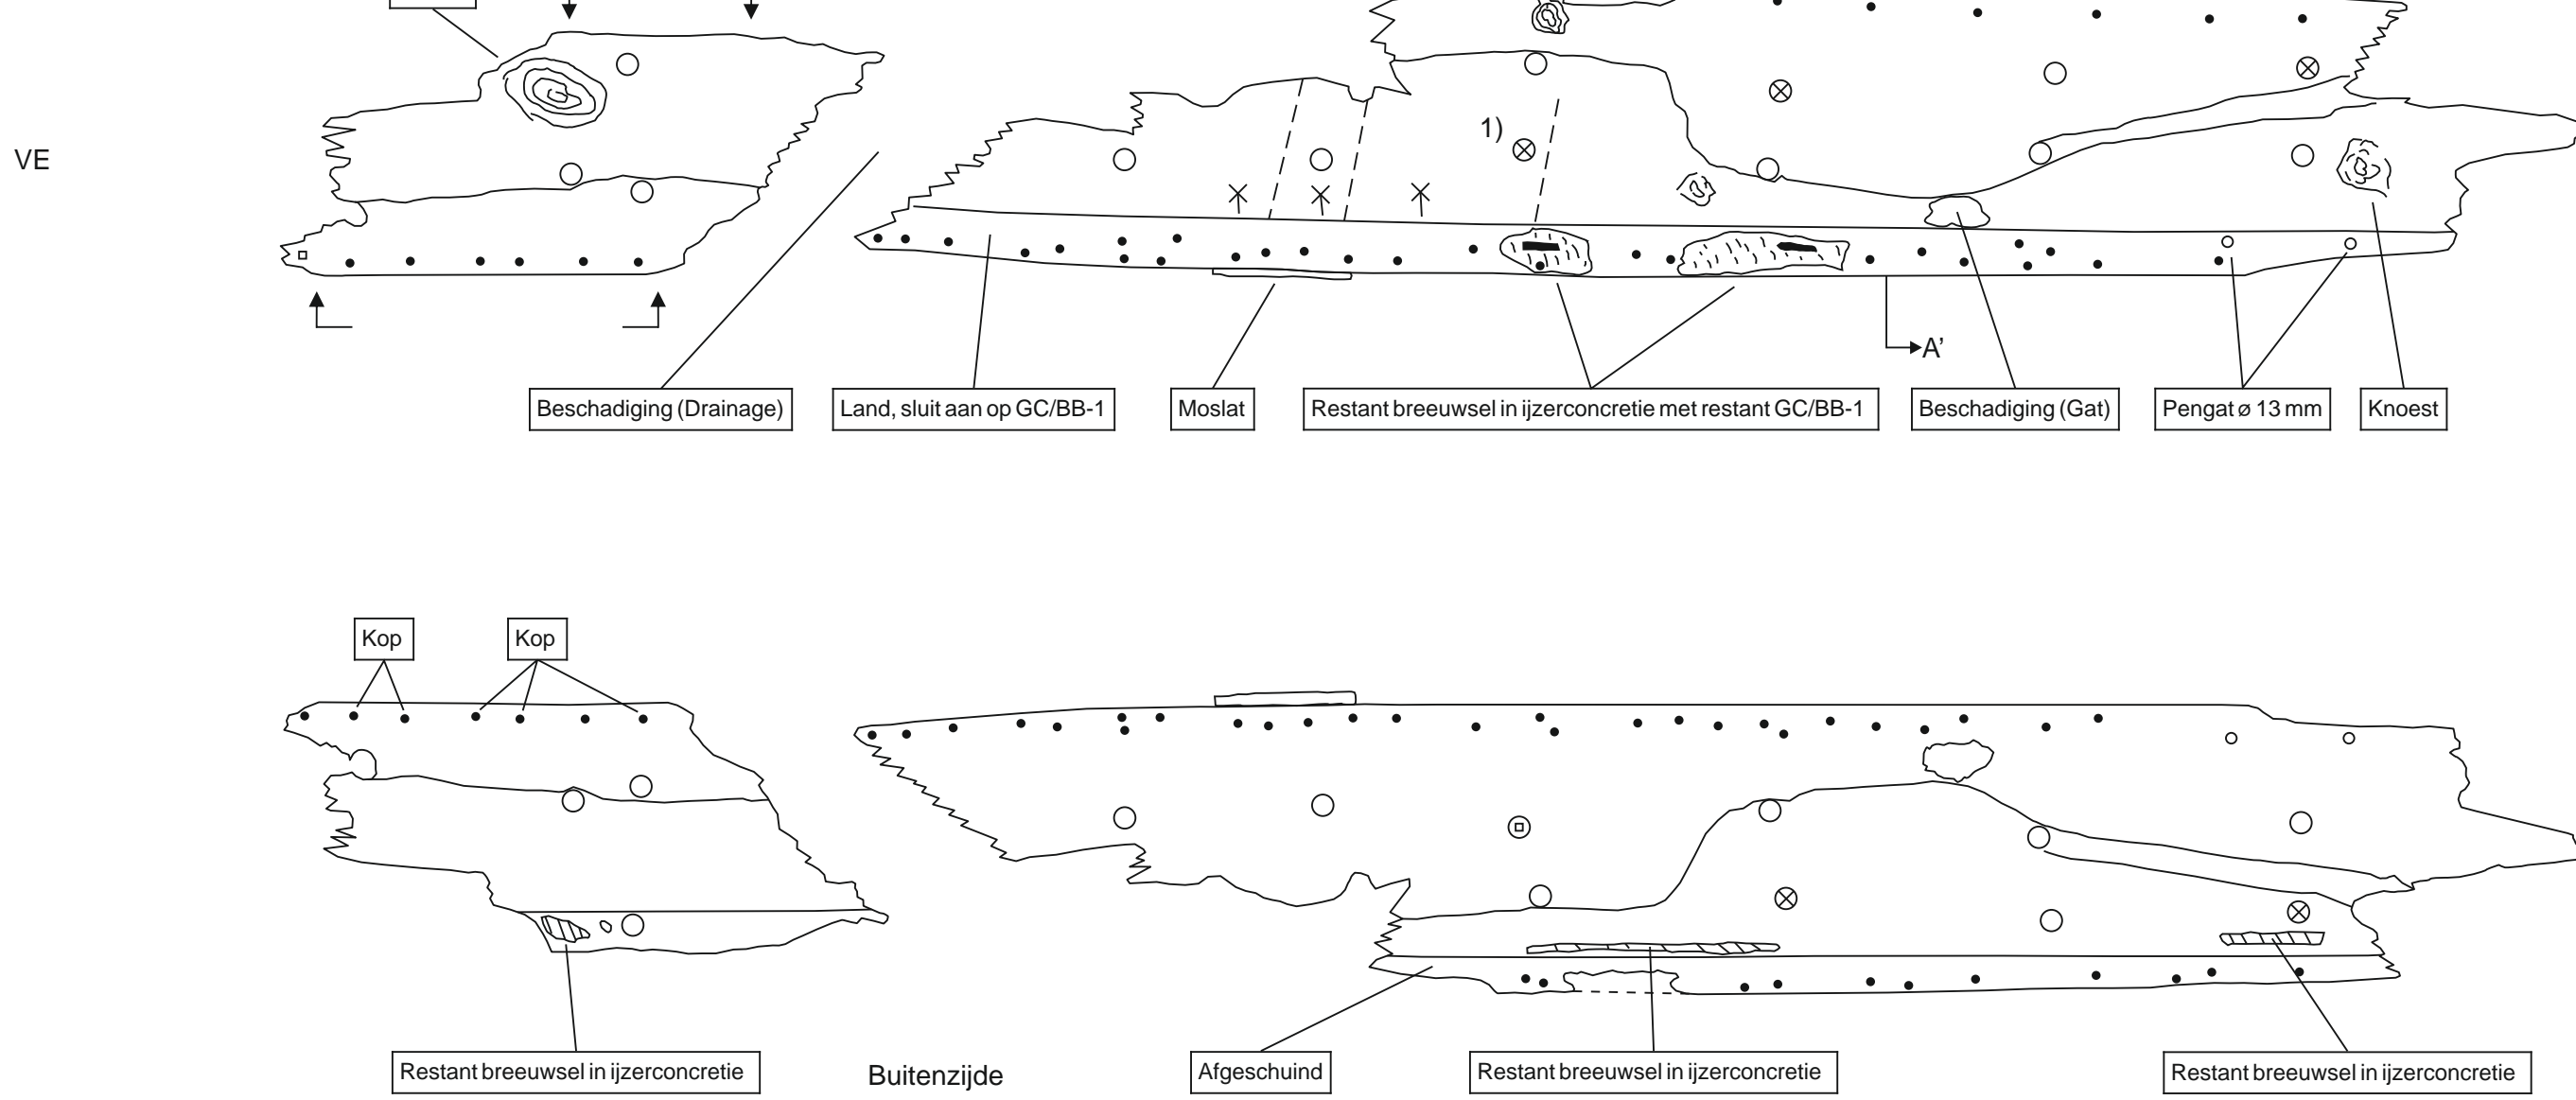 VE
1)
A'
Beschadiging (Drainage)
Land, sluit aan op GC/BB-1
Moslat
Restant breeuwsel in ijzerconcretie met restant GC/BB-1
Beschadiging (Gat)
Pengat ø 13 mm
Knoest
Kop
Kop
Restant breeuwsel in ijzerconcretie
Buitenzijde
Afgeschuind
Restant breeuwsel in ijzerconcretie
Restant breeuwsel in ijzerconcretie